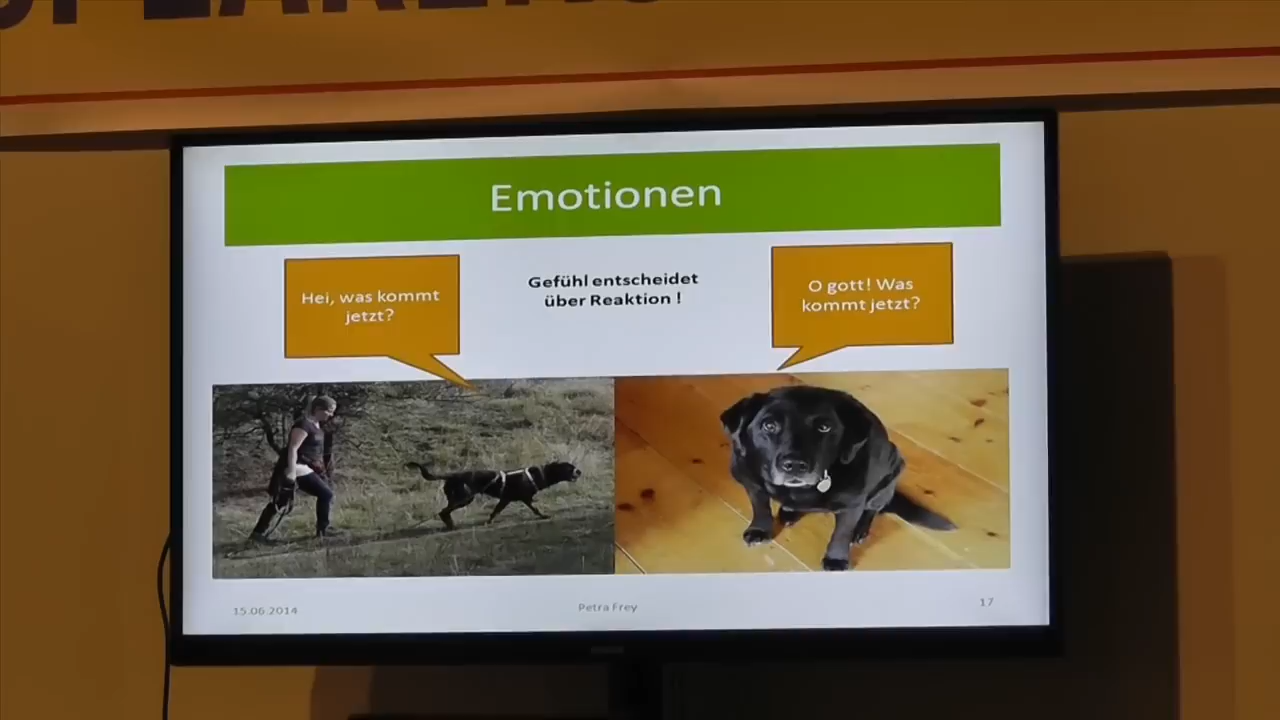 Emotionen
Hei, was kommt
jetzt?
Gefühl entscheidet
über Reaktion !
O gott! Was
kommt jetzt?
15.06.2014
Petra Frey
17